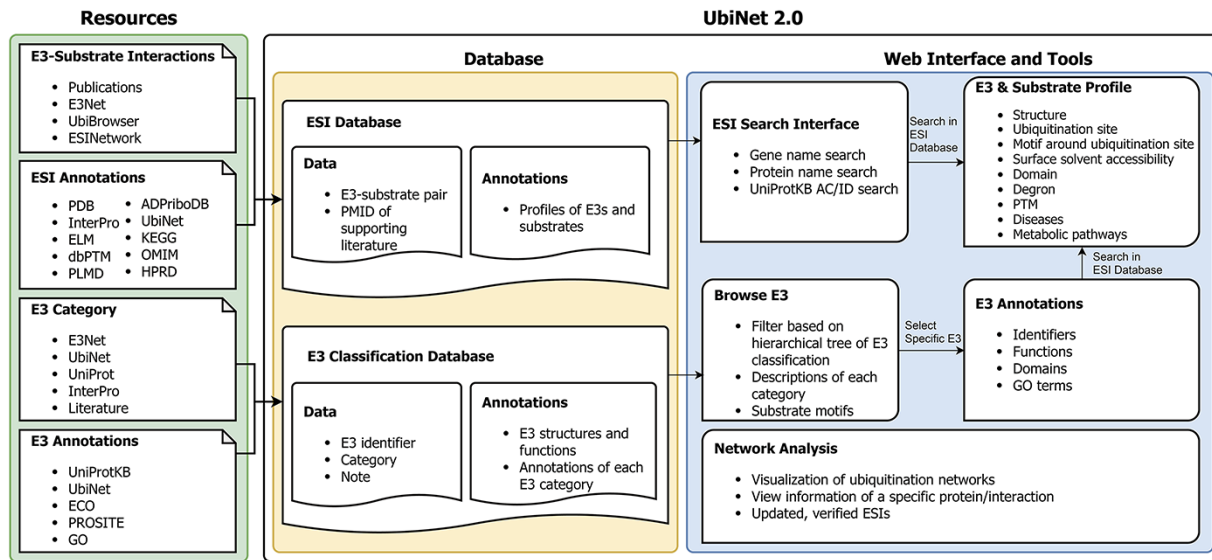 Resources
UbiNet 2.0
E3-Substrate Interactions
• Publications
• E3Net
• UbiBrowser
• ESINetwork
ESI Annotations
• PDB
• InterPro
• ELM
• dbPTM
• PLMD
• ADPriboDB
• UbiNet
• KEGG
• OMIM
• HPRD
E3 Category
• E3Net
• UbiNet
• UniProt
• InterPro
• Literature
E3 Annotations
• UniProtKB
• UbiNet
• ECO
• PROSITE
• GO
Database
ESI Database
Data
• E3-substrate pair
• PMID of
supporting
literature
Annotations
• Profiles of E3s and
substrates
E3 Classification Database
Data
• E3 identifier
• Category
• Note
Annotations
• E3 structures and
functions
• Annotations of each
E3 category
Web Interface and Tools
ESI Search Interface
• Gene name search
• Protein name search
• UniProtKB AC/ID search
Search in
ESI
Database
E3 & Substrate Profile
• Structure
• Ubiquitination site
• Motif around ubiquitination site
• Surface solvent accessibility
• Domain
• Degron
• PTM
• Diseases
• Metabolic pathways
Search in
ESI Database
Browse E3
• Filter based on
hierarchical tree of E3
classification
• Descriptions of each
category
• Substrate motifs
Select
Specific E3
E3 Annotations
• Identifiers
• Functions
• Domains
• GO terms
Network Analysis
• Visualization of ubiquitination networks
• View information of a specific protein/interaction
• Updated, verified ESIs